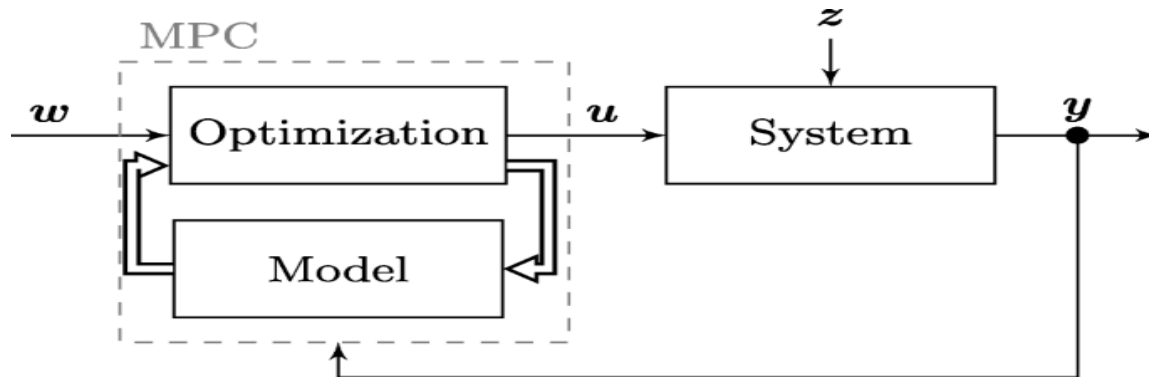 MPC
z
w
Optimization
u
System
y
Model